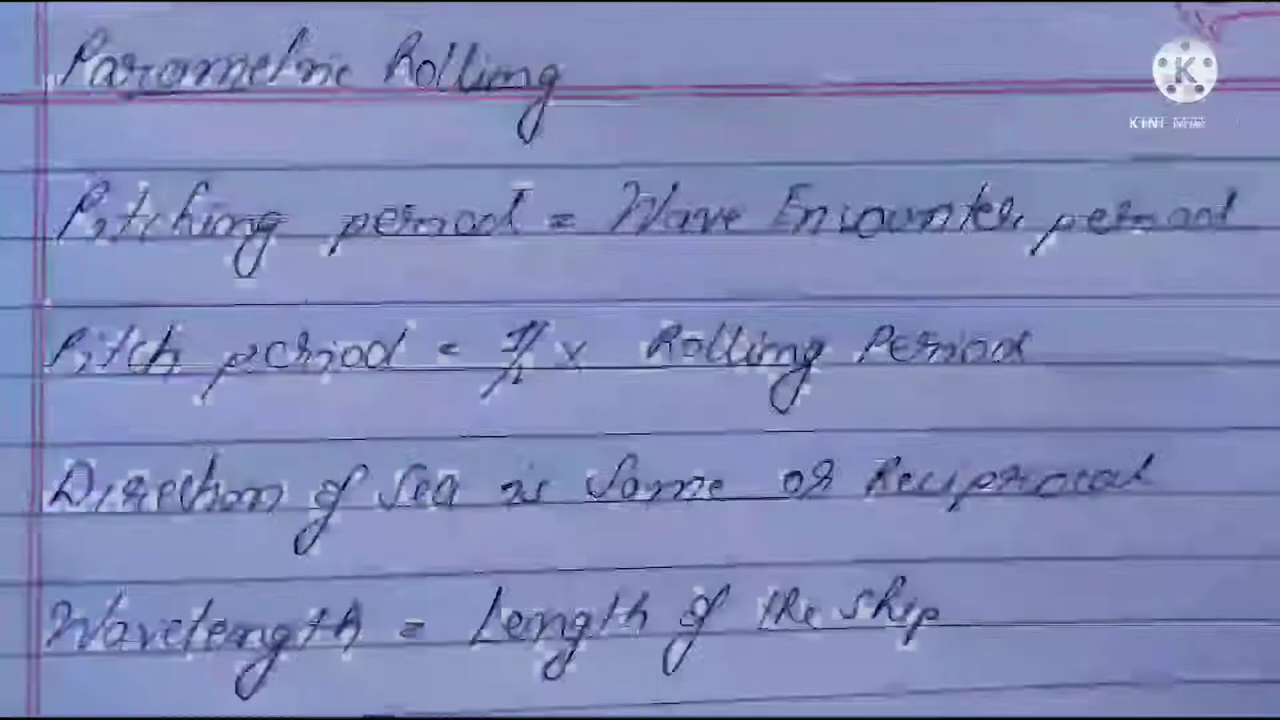 Parametric Rolling
K
KINEMASTER
Pitching period = Wave Encounter period
Pitch period = 1/2 x Rolling Period
Direction of Sea is Same or Reciprocal
Wavelength = Length of the ship